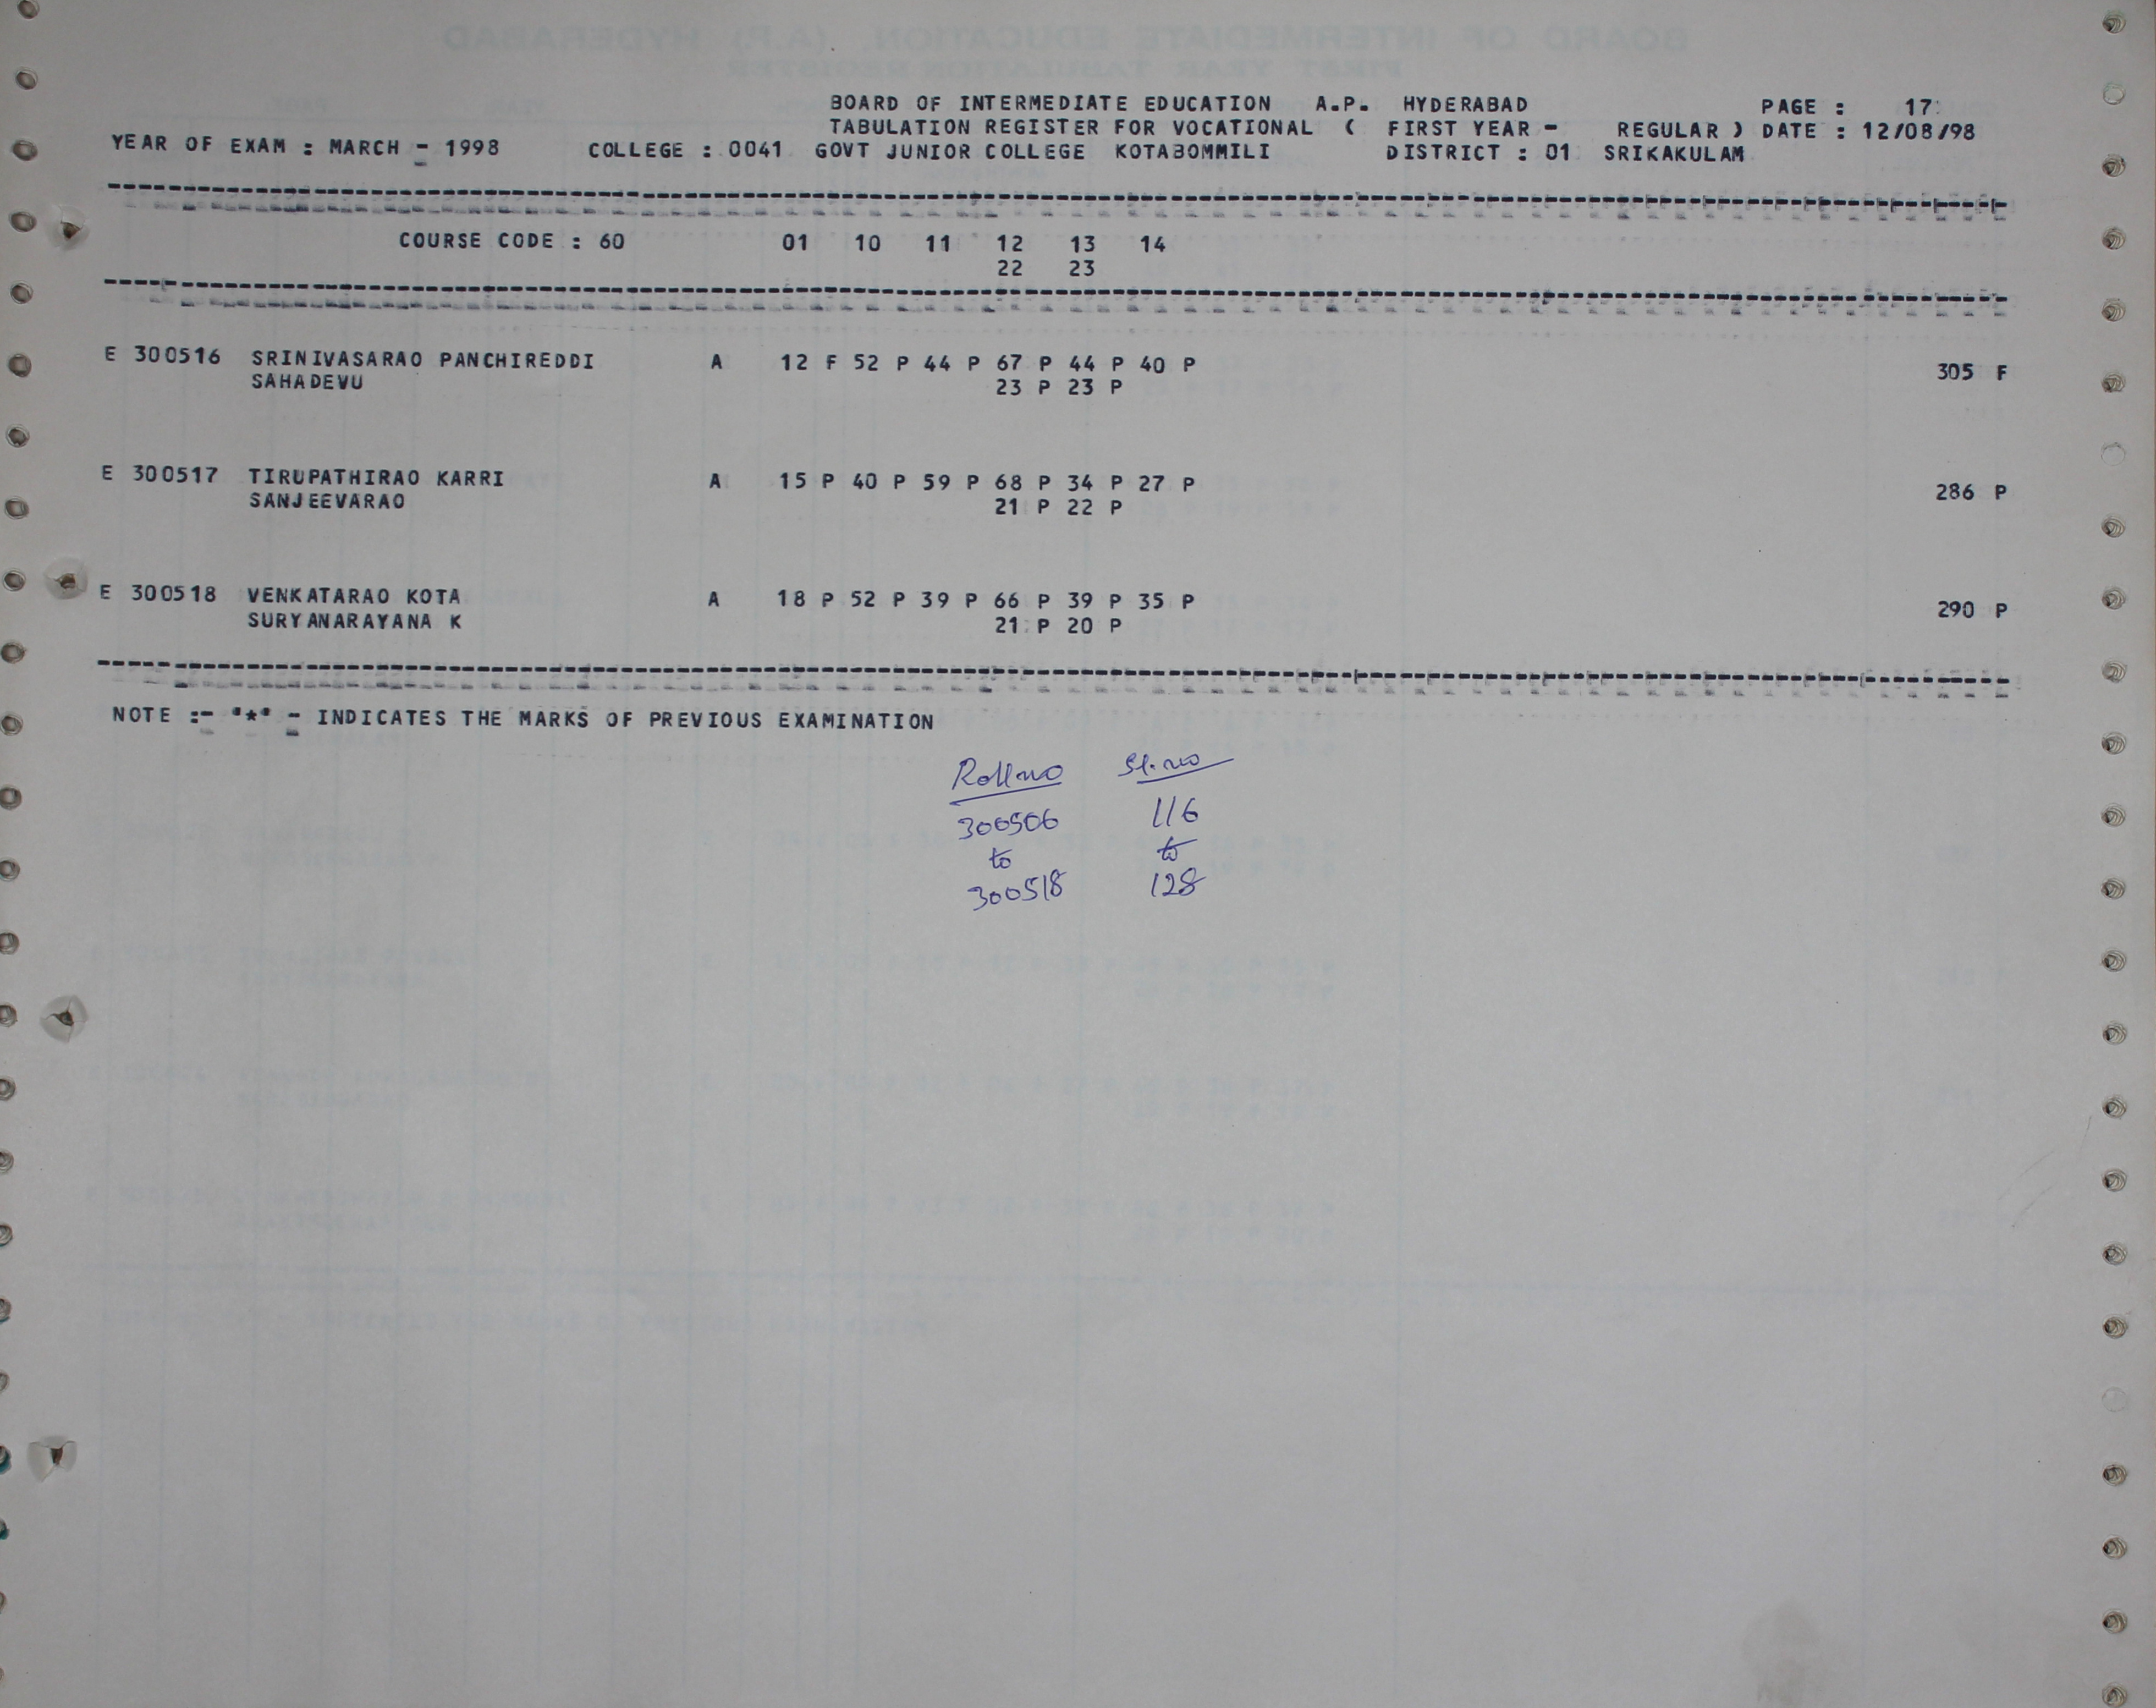 BOARD OF INTERMEDIATE EDUCATION A.P. HYDERABAD PAGE : 17
TABULATION REGISTER FOR VOCATIONAL ( FIRST YEAR - REGULAR ) DATE : 12/08/98
YEAR OF EXAM : MARCH - 1998 COLLEGE : 0041 GOVT JUNIOR COLLEGE KOTABOMMILI DISTRICT : 01 SRIKAKULAM
COURSE CODE : 60 01 10 11 12 13 14
22 23
E 300516 SRINIVASARAO PANCHIREDDI A 12 F 52 P 44 P 67 P 44 P 40 P 305 F
SAHADEVU 23 P 23 P
E 300517 TIRUPATHIRAO KARRI A 15 P 40 P 59 P 68 P 34 P 27 P 286 P
SANJEEVARAO 21 P 22 P
E 300518 VENKATARAO KOTA A 18 P 52 P 39 P 66 P 39 P 35 P 290 P
SURYANARAYANA K 21 P 20 P
NOTE :- '*' - INDICATES THE MARKS OF PREVIOUS EXAMINATION
Roll no Sl. no
300506 116
to to
300518 128